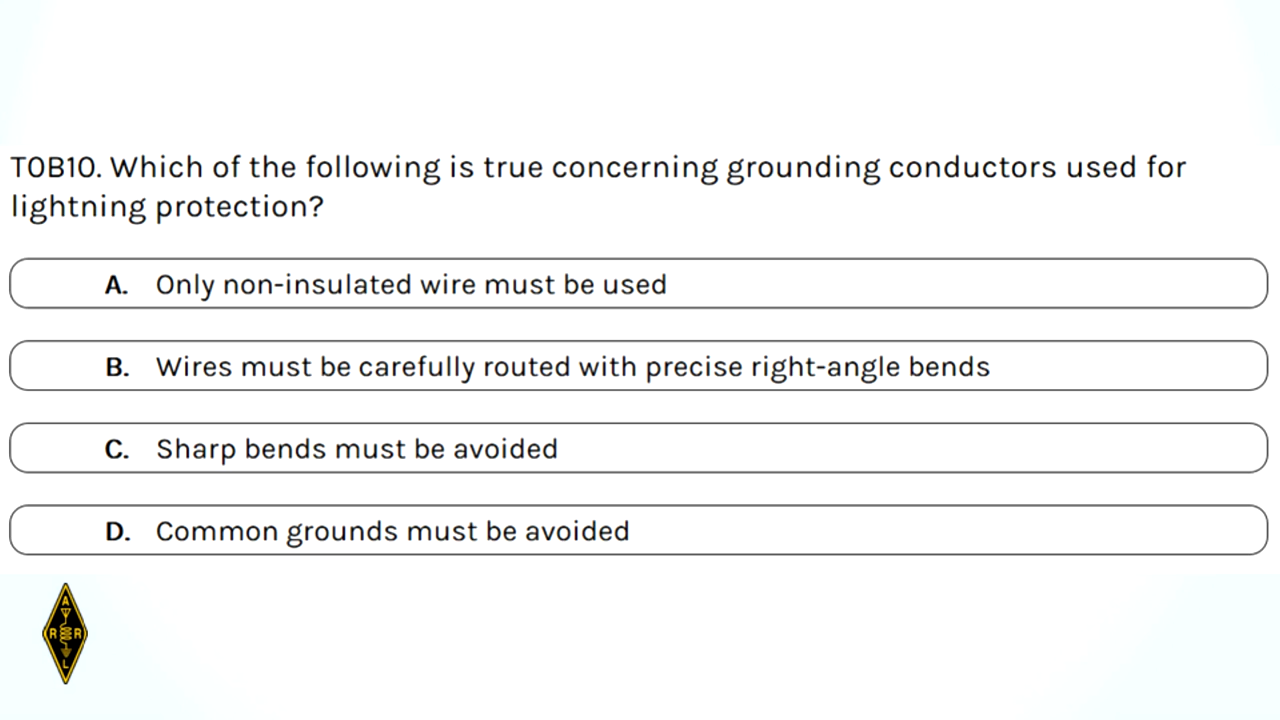 T0B10. Which of the following is true concerning grounding conductors used for
lightning protection?
A. Only non-insulated wire must be used
B. Wires must be carefully routed with precise right-angle bends
C. Sharp bends must be avoided
D. Common grounds must be avoided
A
R R
L